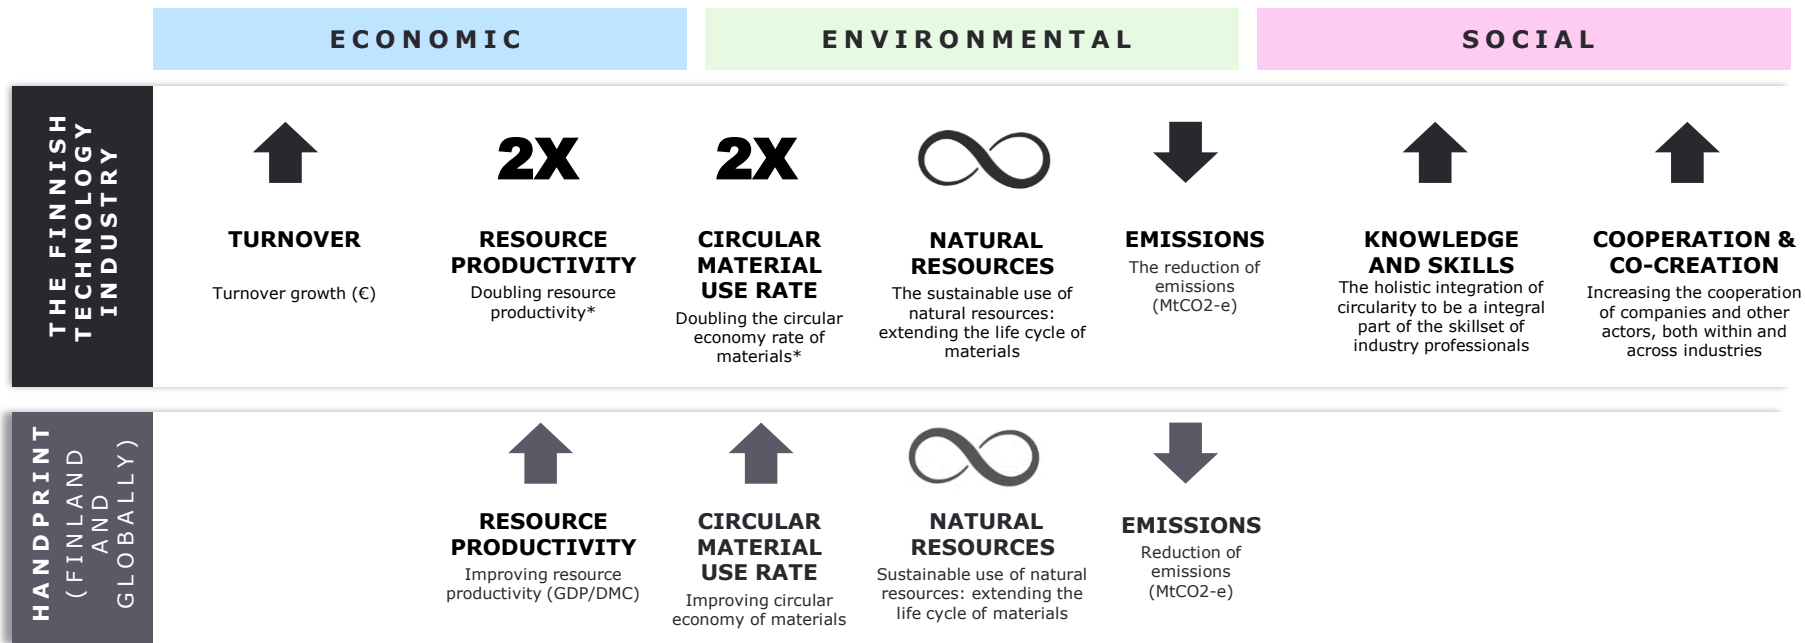 ECONOMIC
ENVIRONMENTAL
SOCIAL
THE FINNISH
TECHNOLOGY
INDUSTRY
2X
2X
TURNOVER
Turnover growth (€)
RESOURCE
PRODUCTIVITY
Doubling resource
productivity*
CIRCULAR
MATERIAL
USE RATE
Doubling the circular
economy rate of
materials*
NATURAL
RESOURCES
The sustainable use of
natural resources:
extending the life cycle of
materials
EMISSIONS
The reduction of
emissions
(MtCO2-e)
KNOWLEDGE
AND SKILLS
The holistic integration of
circularity to be a integral
part of the skillset of
industry professionals
COOPERATION &
CO-CREATION
Increasing the cooperation
of companies and other
actors, both within and
across industries
HANDPRINT
(FINLAND
AND
GLOBALLY)
RESOURCE
PRODUCTIVITY
Improving resource
productivity (GDP/DMC)
CIRCULAR
MATERIAL
USE RATE
Improving circular
economy of materials
NATURAL
RESOURCES
Sustainable use of natural
resources: extending the
life cycle of materials
EMISSIONS
Reduction of
emissions
(MtCO2-e)